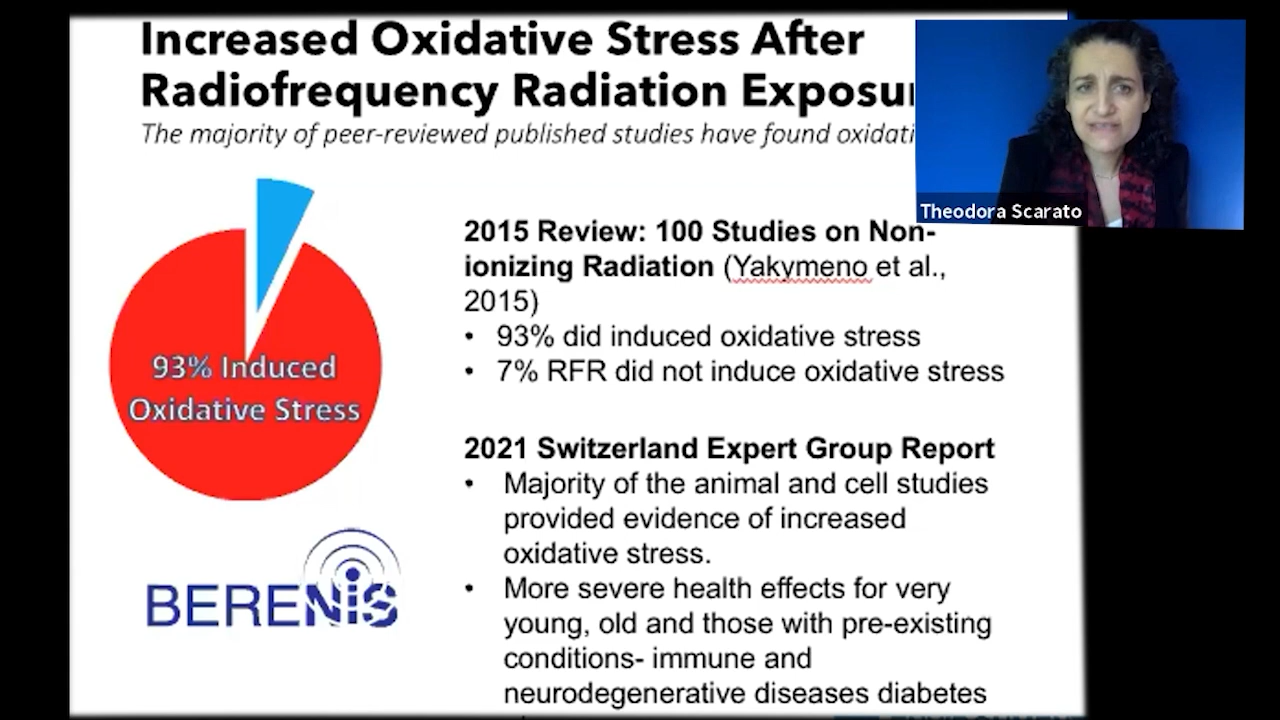 Increased Oxidative Stress After
Radiofrequency Radiation
The majority of peer-reviewed published studies have found
Theodora Scarato
2015 Review: 100 Studies on Non-
ionizing Radiation (Yakymeno et al.,
2015)
• 93% did induced oxidative stress
• 7% RFR did not induce oxidative stress
93% Induced
Oxidative Stress
2021 Switzerland Expert Group Report
• Majority of the animal and cell studies
provided evidence of increased
oxidative stress.
• More severe health effects for very
young, old and those with pre-existing
conditions- immune and
neurodegenerative diseases diabetes
BERENIS